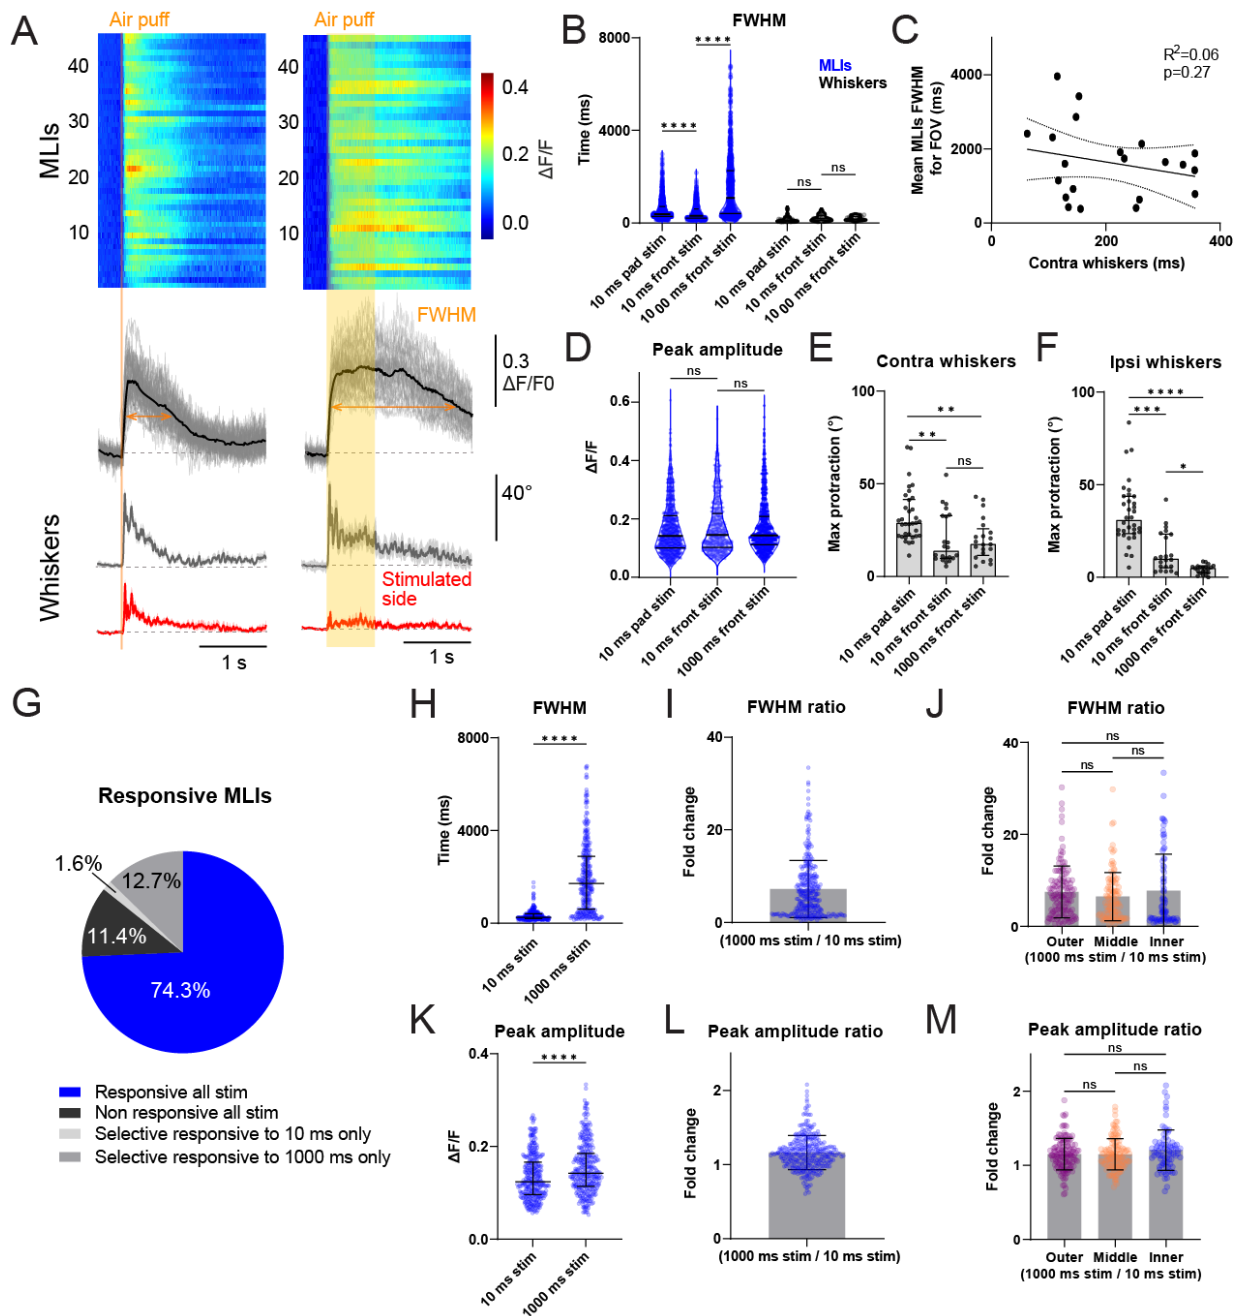 A
Air puff
Air puff
MLIs
40
30
20
10
40
30
20
10
0.4
0.2
0.0
ΔF/F
FWHM
0.3
ΔF/F0
40°
Whiskers
Stimulated
side
1 s
1 s
B
FWHM
8000
4000
0
Time (ms)
MLIs
Whiskers
****
****
ns
ns
10 ms pad stim
10 ms front stim
1000 ms front stim
10 ms pad stim
10 ms front stim
10 00 ms front stim
C
R²=0.06
p=0.27
Mean MLIs FWHM
for FOV (ms)
4000
2000
0
0
200
400
Contra whiskers (ms)
D
Peak amplitude
ns
ns
ΔF/F
0.6
0.4
0.2
0.0
10 ms pad stim
10 ms front stim
1000 ms front stim
E
Contra whiskers
Max protraction (°)
100
50
0
**
**
ns
10 ms pad stim
10 ms front stim
1000 ms front stim
F
Ipsi whiskers
Max protraction (°)
100
50
0
****
***
*
10 ms pad stim
10 ms front stim
1000 ms front stim
G
Responsive MLIs
1.6%
12.7%
11.4%
74.3%
Responsive all stim
Non responsive all stim
Selective responsive to 10 ms only
Selective responsive to 1000 ms only
H
FWHM
****
Time (ms)
8000
4000
0
10 ms stim
1000 ms stim
I
FWHM ratio
Fold change
40
20
0
(1000 ms stim / 10 ms stim)
J
FWHM ratio
ns
ns
ns
Fold change
40
20
0
Outer Middle Inner
(1000 ms stim / 10 ms stim)
K
Peak amplitude
****
ΔF/F
0.4
0.2
0.0
10 ms stim
1000 ms stim
L
Peak amplitude ratio
Fold change
2
1
0
(1000 ms stim / 10 ms stim)
M
Peak amplitude ratio
ns
ns
ns
Fold change
2
1
0
Outer Middle Inner
(1000 ms stim / 10 ms stim)